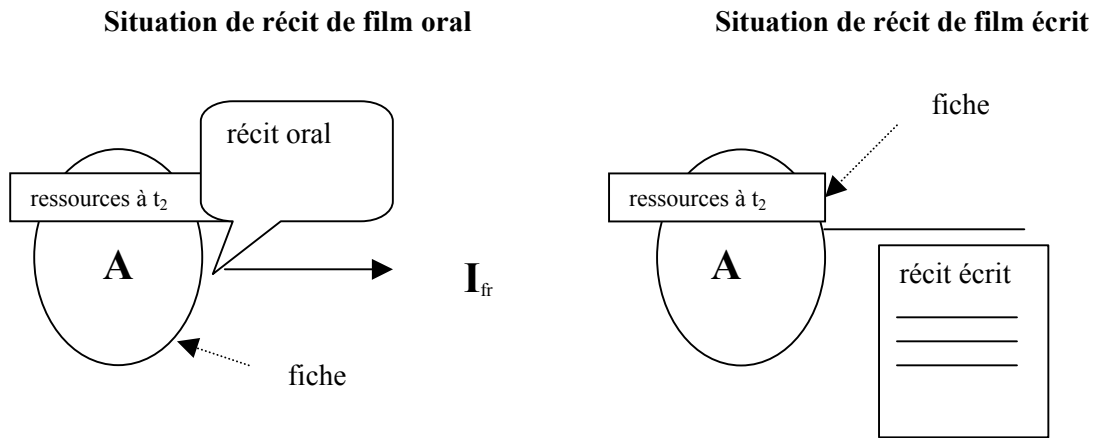 Situation de récit de film oral
récit oral
ressources à t₂
A
I_fr
fiche
Situation de récit de film écrit
fiche
ressources à t₂
A
récit écrit